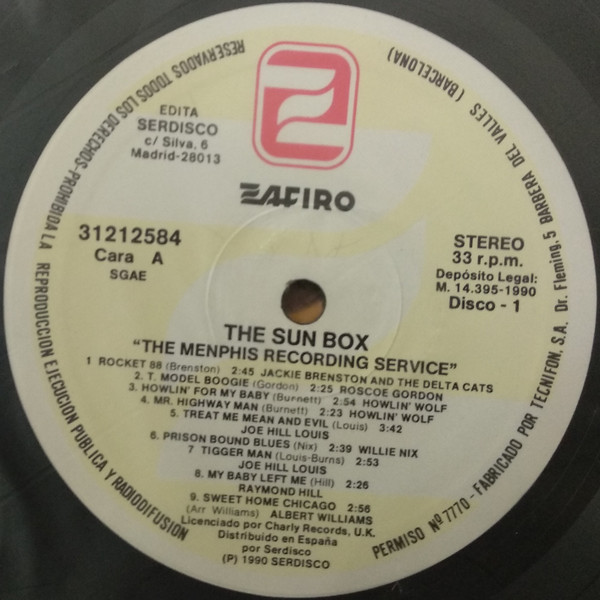 EDITA
SERDISCO
c/ Silva, 6
Madrid-28013
ZAFIRO
31212584
Cara A
SGAE
STEREO
33 r.p.m.
Depósito Legal:
M. 14.395-1990
Disco - 1
THE SUN BOX
"THE MENPHIS RECORDING SERVICE"
1 ROCKET 88 (Brenston) 2:45 JACKIE BRENSTON AND THE DELTA CATS
2. T. MODEL BOOGIE (Gordon) 2:25 ROSCOE GORDON
3. HOWLIN' FOR MY BABY (Burnett) 2:54 HOWLIN' WOLF
4. MR. HIGHWAY MAN (Burnett) 2:23 HOWLIN' WOLF
5. TREAT ME MEAN AND EVIL (Louis) 3:42
JOE HILL LOUIS
6. PRISON BOUND BLUES (Nix) 2:39 WILLIE NIX
7 TIGGER MAN (Louis-Burns) 2:53
JOE HILL LOUIS
8. MY BABY LEFT ME (Hill) 2:26
RAYMOND HILL
9. SWEET HOME CHICAGO 2:56
(Arr Williams) ALBERT WILLIAMS
Licenciado por Charly Records, U.K.
Distribuido en España
por Serdisco
(P) 1990 SERDISCO
RESERVADOS TODOS LOS DERECHOS-PROHIBIDA LA REPRODUCCION EJECUCION PUBLICA Y RADIODIFUSION
PERMISO Nº 7770 - FABRICADO POR TECNIFON, S.A. Dr. Fleming, 5 BARBERA DEL VALLES (BARCELONA)